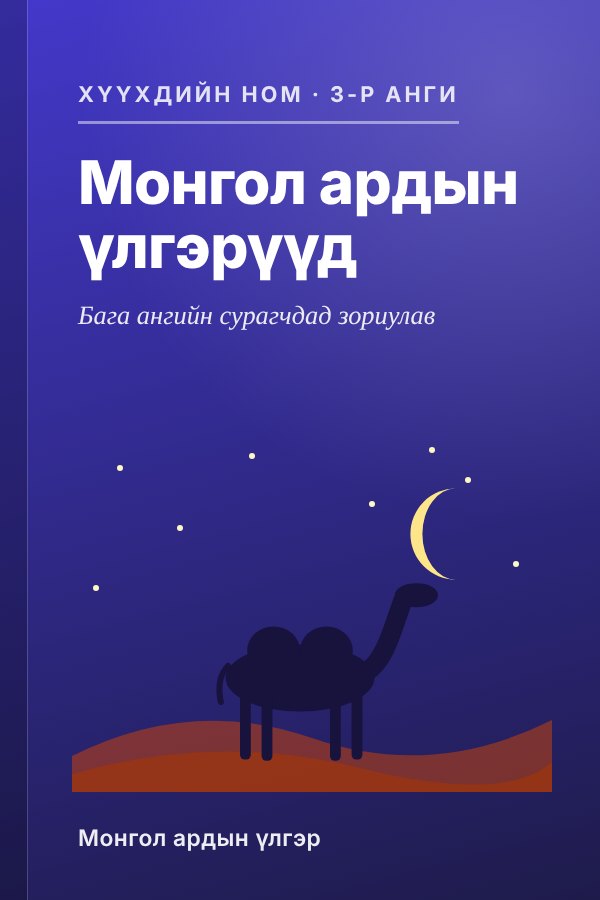 ХҮҮХДИЙН НОМ · 3-Р АНГИ
Монгол ардын
үлгэрүүд
Бага ангийн сурагчдад зориулав
Монгол ардын үлгэр